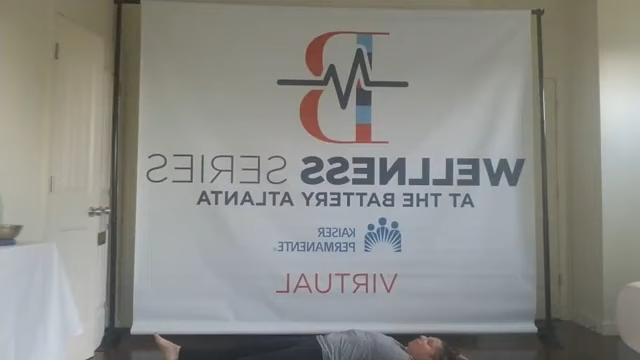 B
WELLNESS SERIES
AT THE BATTERY ATLANTA
KAISER
PERMANENTE®
VIRTUAL